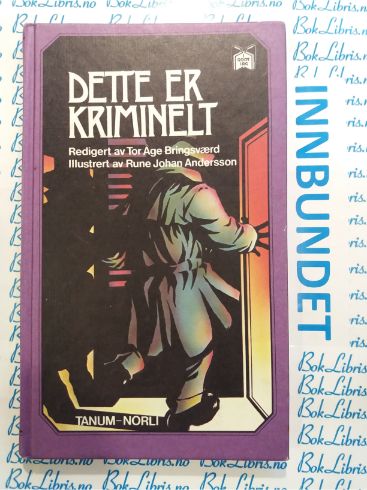 DETTE ER
KRIMINELT
Redigert av Tor Åge Bringsværd
Illustrert av Rune Johan Andersson
TANUM-NORLI
INNBUNDET
BokLibris.no